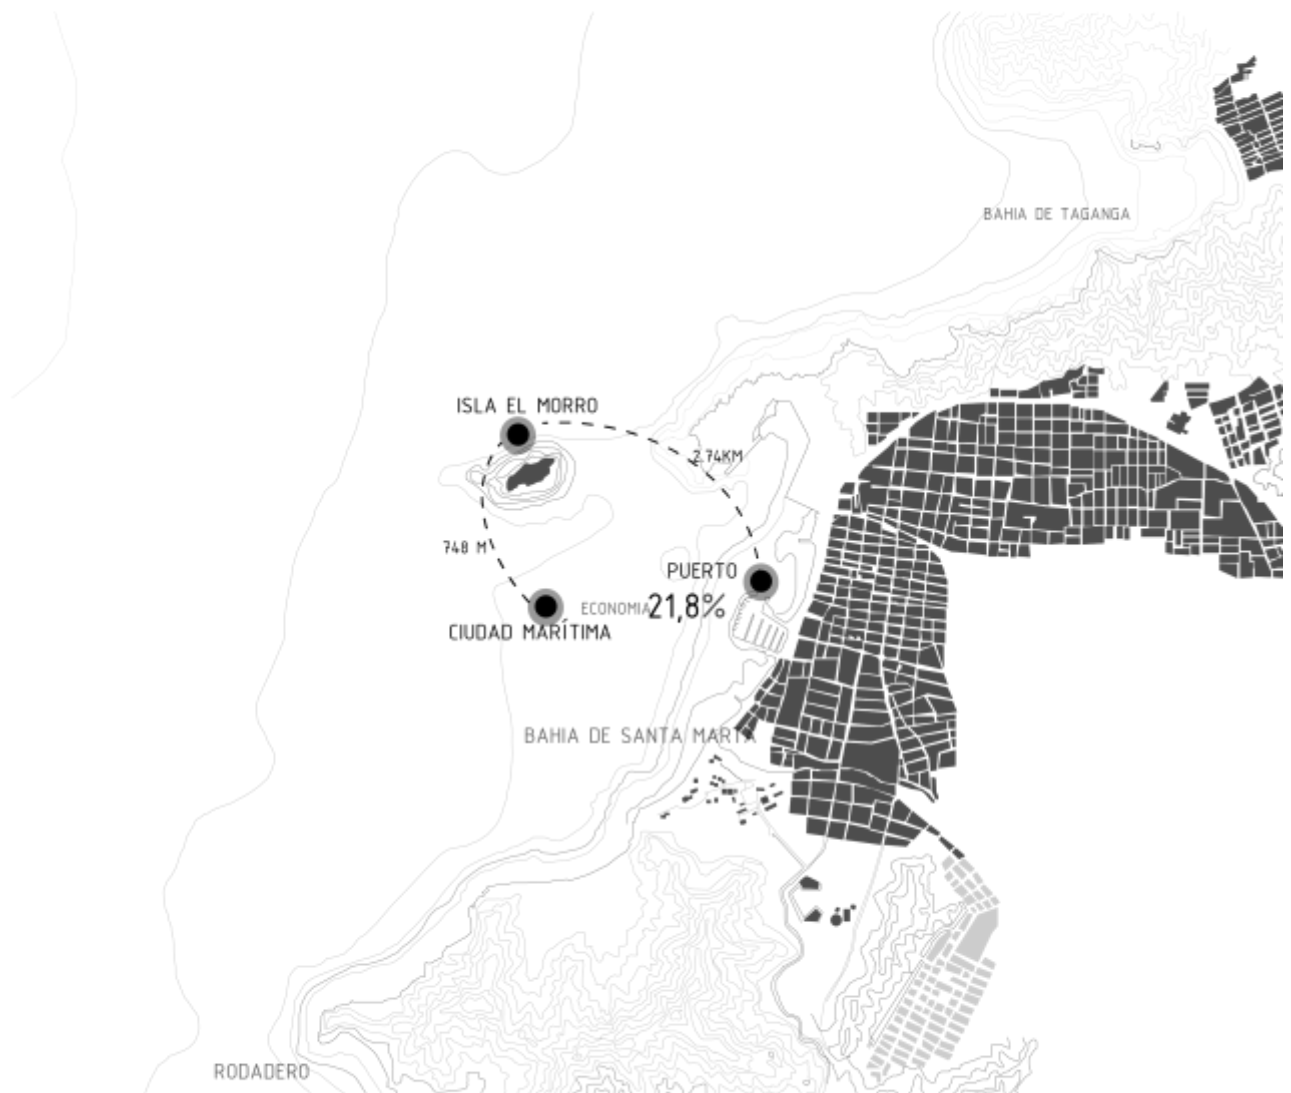 BAHIA DE TAGANGA
ISLA EL MORRO
2.74KM
748 M
PUERTO
ECONOMIA 21,8%
CIUDAD MARÍTIMA
BAHIA DE SANTA MARTA
RODADERO